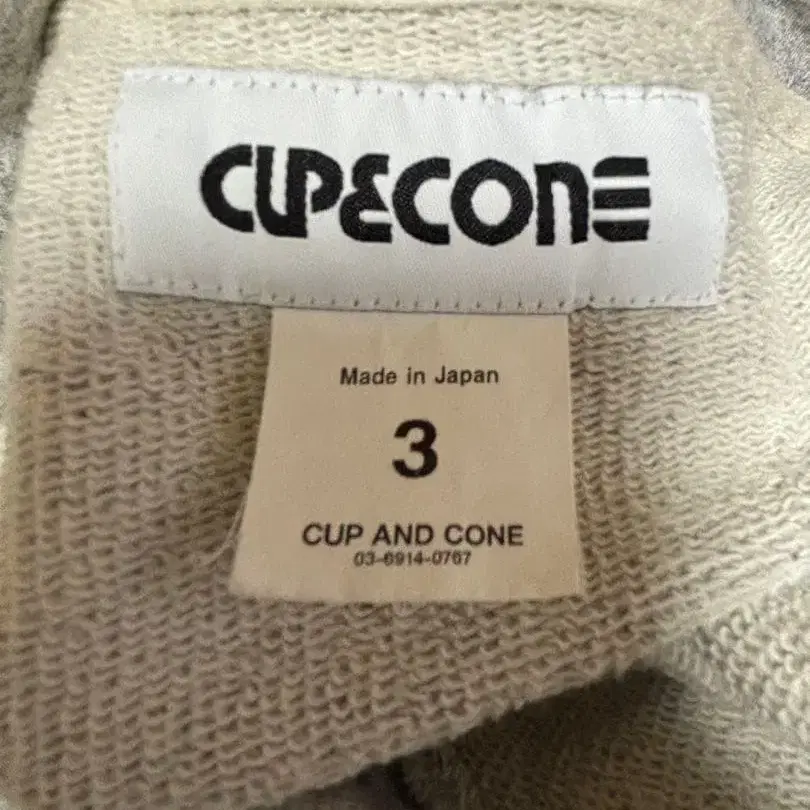 CUP&CONE
Made in Japan
3
CUP AND CONE
03-6914-0767